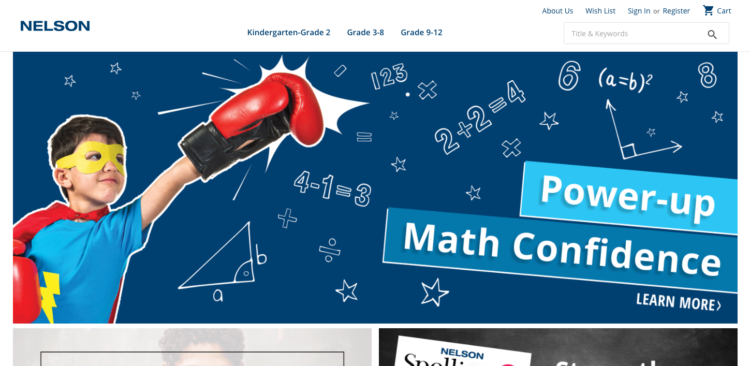 About Us
Wish List
Sign In or Register
Cart
NELSON
Kindergarten-Grade 2
Grade 3-8
Grade 9-12
Title & Keywords
123
6
(a=b)²
8
2+2=4
4-1=3
Power-up
Math Confidence
b
a
LEARN MORE
NELSON